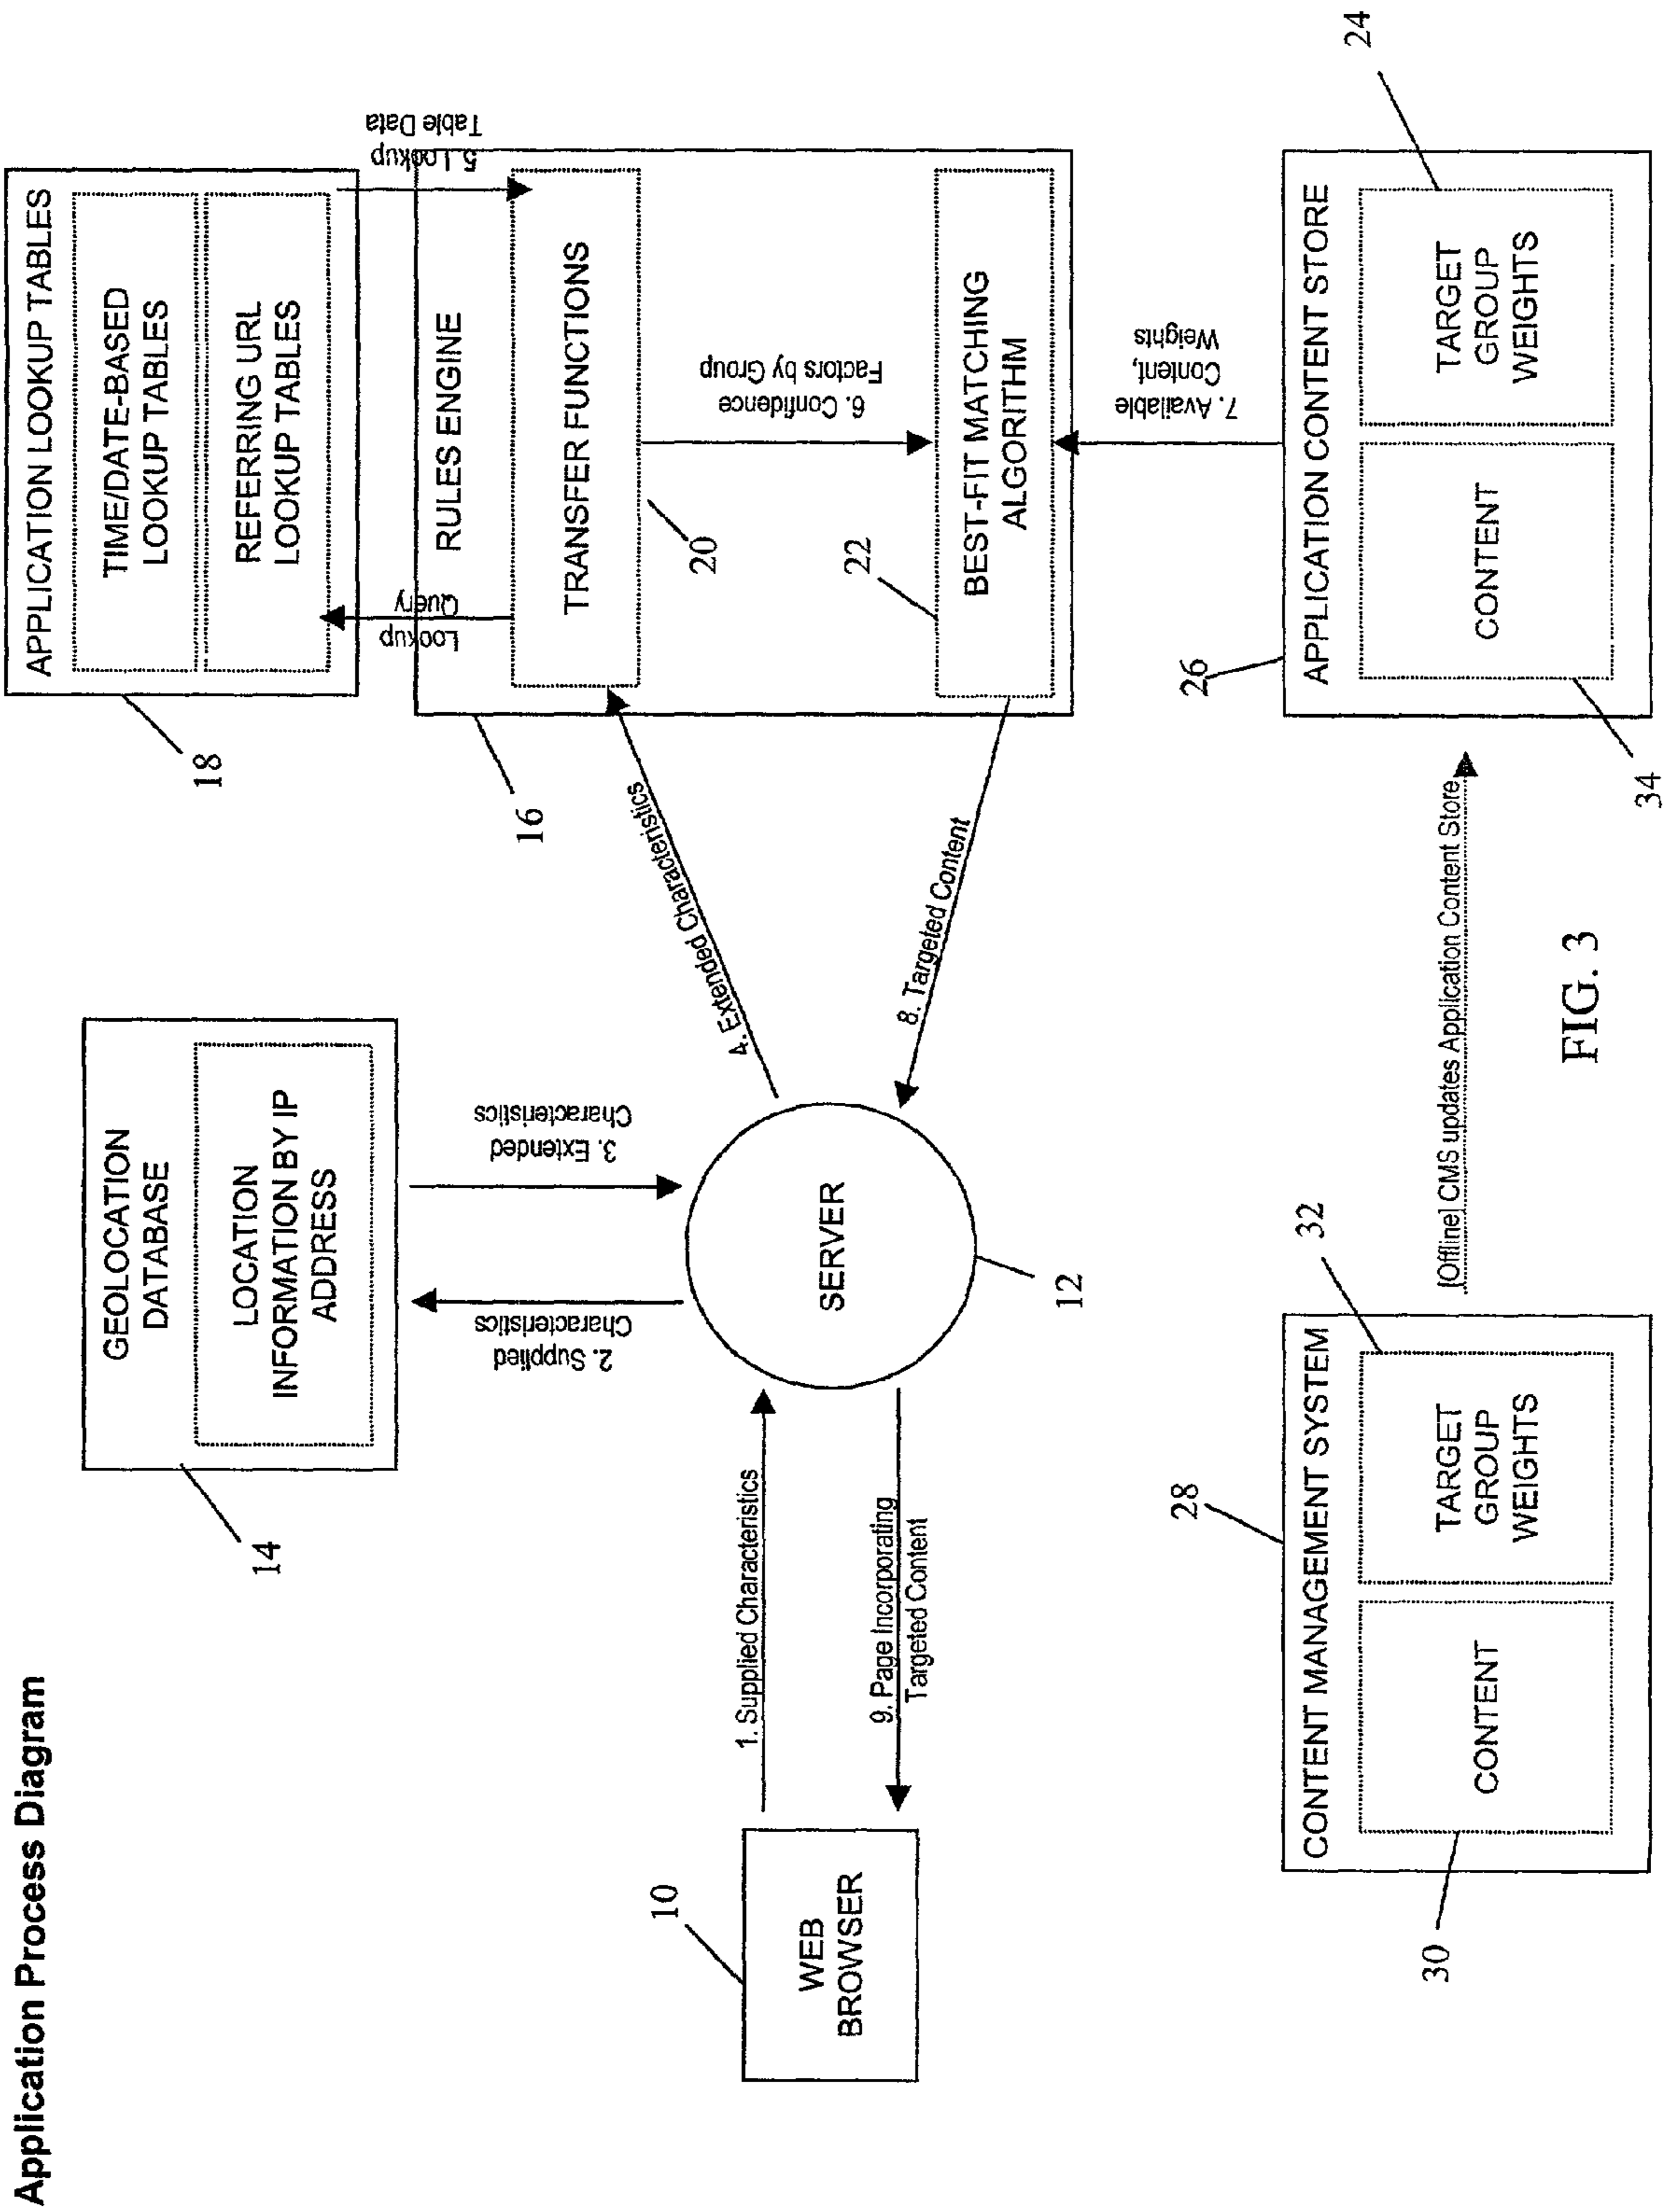 Application Process Diagram
GEOLOCATION
DATABASE
LOCATION
INFORMATION BY IP
ADDRESS
14
APPLICATION LOOKUP TABLES
TIME/DATE-BASED
LOOKUP TABLES
REFERRING URL
LOOKUP TABLES
18
Lookup
Query
5. Lookup
Table Data
2. Supplied
Characteristics
3. Extended
Characteristics
RULES ENGINE
TRANSFER FUNCTIONS
16
20
4. Extended Characteristics
6. Confidence
Factors by Group
10
WEB
BROWSER
1. Supplied Characteristics
9. Page Incorporating
Targeted Content
SERVER
12
8. Targeted Content
22
BEST-FIT MATCHING
ALGORITHM
7. Available
Content,
Weights
28
CONTENT MANAGEMENT SYSTEM
CONTENT
TARGET
GROUP
WEIGHTS
30
32
[Offline] CMS updates Application Content Store
26
APPLICATION CONTENT STORE
CONTENT
TARGET
GROUP
WEIGHTS
24
34
FIG. 3